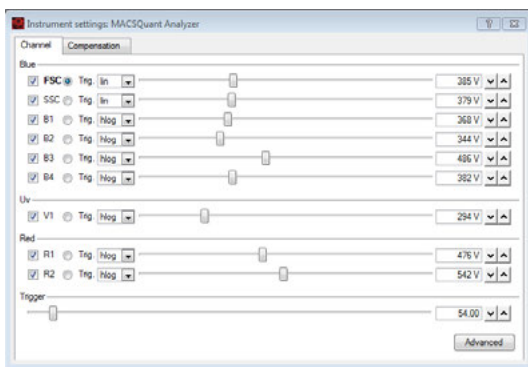 Instrument settings: MACSQuant Analyzer
Channel Compensation
Blue
FSC Trig. lin 385 V
SSC Trig. lin 379 V
B1 Trig. hlog 368 V
B2 Trig. hlog 344 V
B3 Trig. hlog 486 V
B4 Trig. hlog 382 V
Uv
V1 Trig. hlog 294 V
Red
R1 Trig. hlog 476 V
R2 Trig. hlog 542 V
Trigger
54.00
Advanced